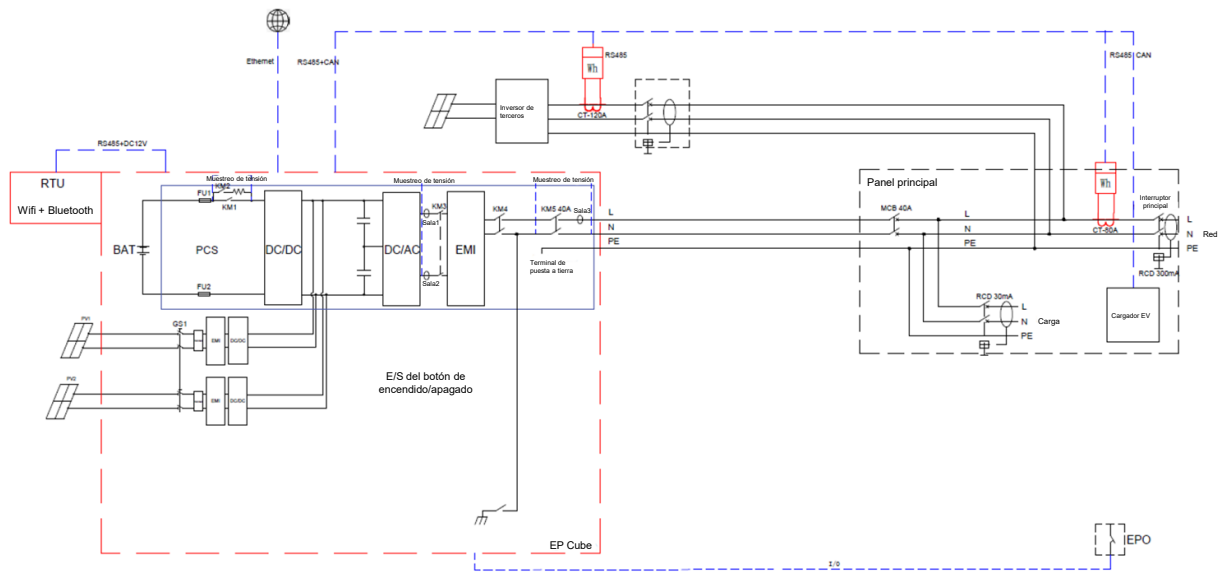 Ethernet
RS485+CAN
RS485
Wh
CT-120A
RS485
CAN
Inversor de
terceros
RS485+DC12V
RTU
Wifi + Bluetooth
Muestreo de tensión
KM2
FU1
KM1
BAT
PCS
DC/DC
FU2
Muestreo de tensión
KM3
Sala1
DC/AC
Sala2
EMI
KM4
Muestreo de tensión
KM5 40A
Sala3
L
N
PE
Terminal de
puesta a tierra
Panel principal
MCB 40A
L
N
PE
Wh
CT-80A
Interruptor
principal
L
N
Red
PE
RCD 300mA
RCD 30mA
L
N
Carga
PE
Cargador EV
PV1
GS1
EMI
DC/DC
PV2
EMI
DC/DC
E/S del botón de
encendido/apagado
EP Cube
EPO
I/O